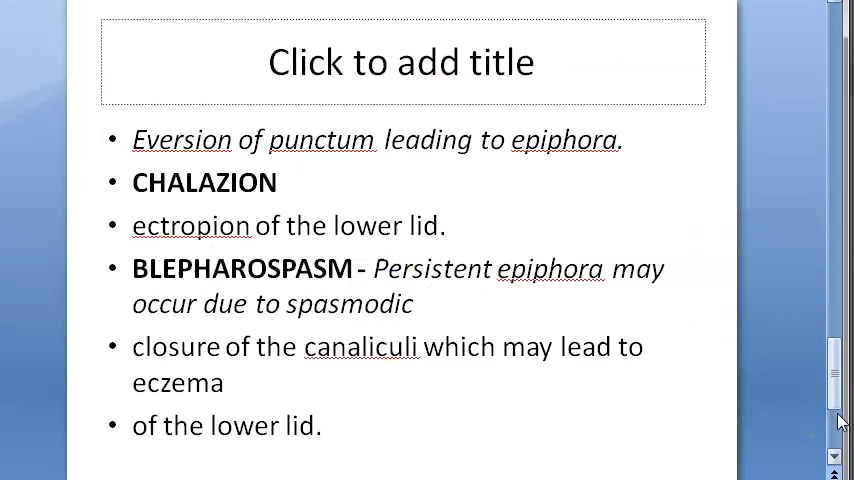 Click to add title
• Eversion of punctum leading to epiphora.
• CHALAZION
• ectropion of the lower lid.
• BLEPHAROSPASM - Persistent epiphora may
occur due to spasmodic
• closure of the canaliculi which may lead to
eczema
• of the lower lid.